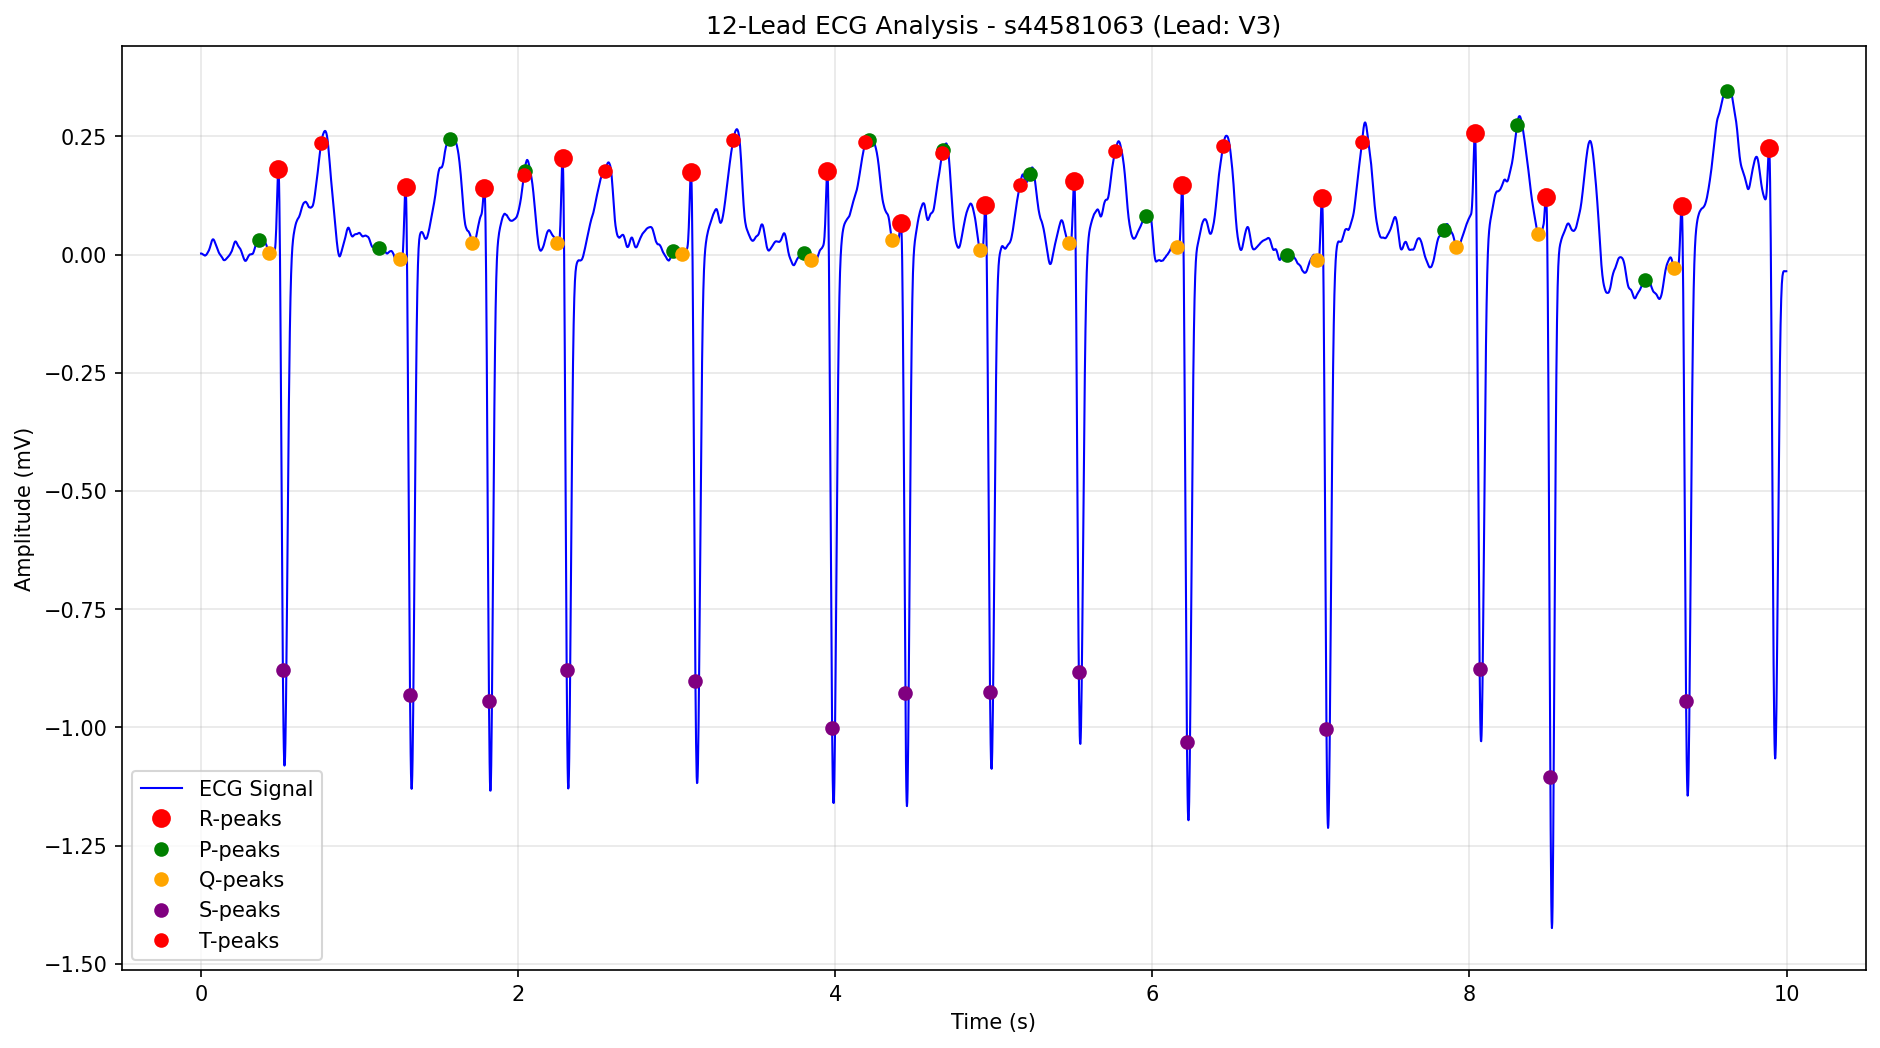 12-Lead ECG Analysis - s44581063 (Lead: V3)
Amplitude (mV)
0.25
0.00
−0.25
−0.50
−0.75
−1.00
−1.25
−1.50
ECG Signal
R-peaks
P-peaks
Q-peaks
S-peaks
T-peaks
0 2 4 6 8 10
Time (s)